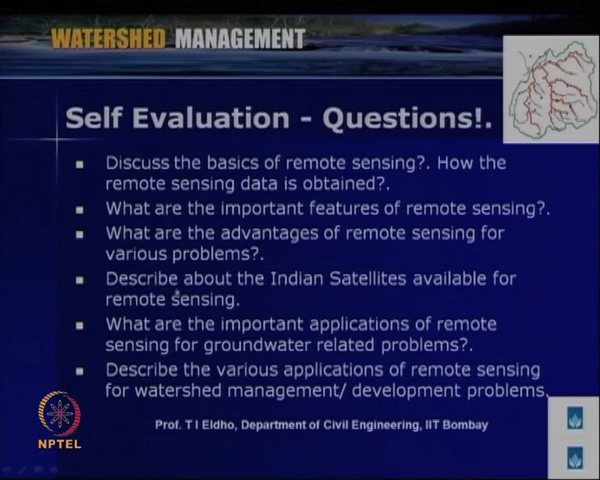 WATERSHED MANAGEMENT
Self Evaluation - Questions!.
Discuss the basics of remote sensing?. How the
remote sensing data is obtained?.
What are the important features of remote sensing?.
What are the advantages of remote sensing for
various problems?.
Describe about the Indian Satellites available for
remote sensing.
What are the important applications of remote
sensing for groundwater related problems?.
Describe the various applications of remote sensing
for watershed management/ development problems.
Prof. T I Eldho, Department of Civil Engineering, IIT Bombay
NPTEL